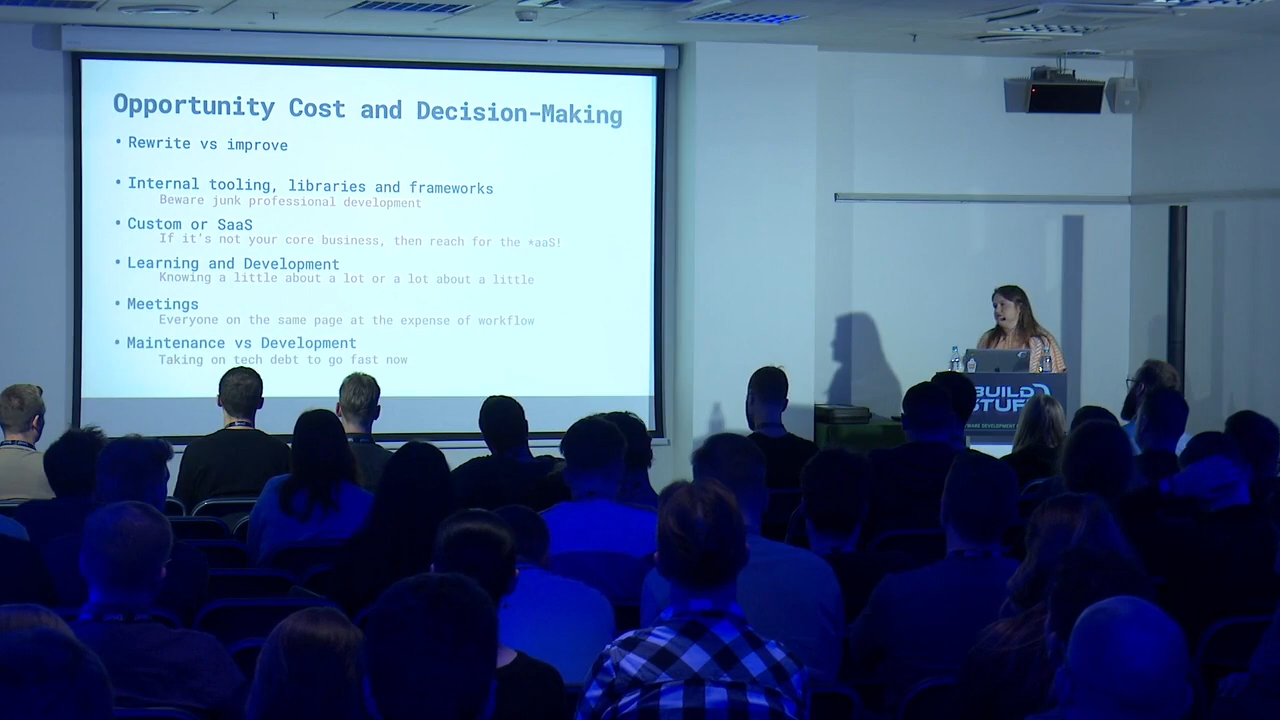 Opportunity Cost and Decision-Making
• Rewrite vs improve
• Internal tooling, libraries and frameworks
Beware junk professional development
• Custom or SaaS
If it's not your core business, then reach for the *aaS!
• Learning and Development
Knowing a little about a lot or a lot about a little
• Meetings
Everyone on the same page at the expense of workflow
• Maintenance vs Development
Taking on tech debt to go fast now
BUILD
STUFF
WARE DEVELOPMENT